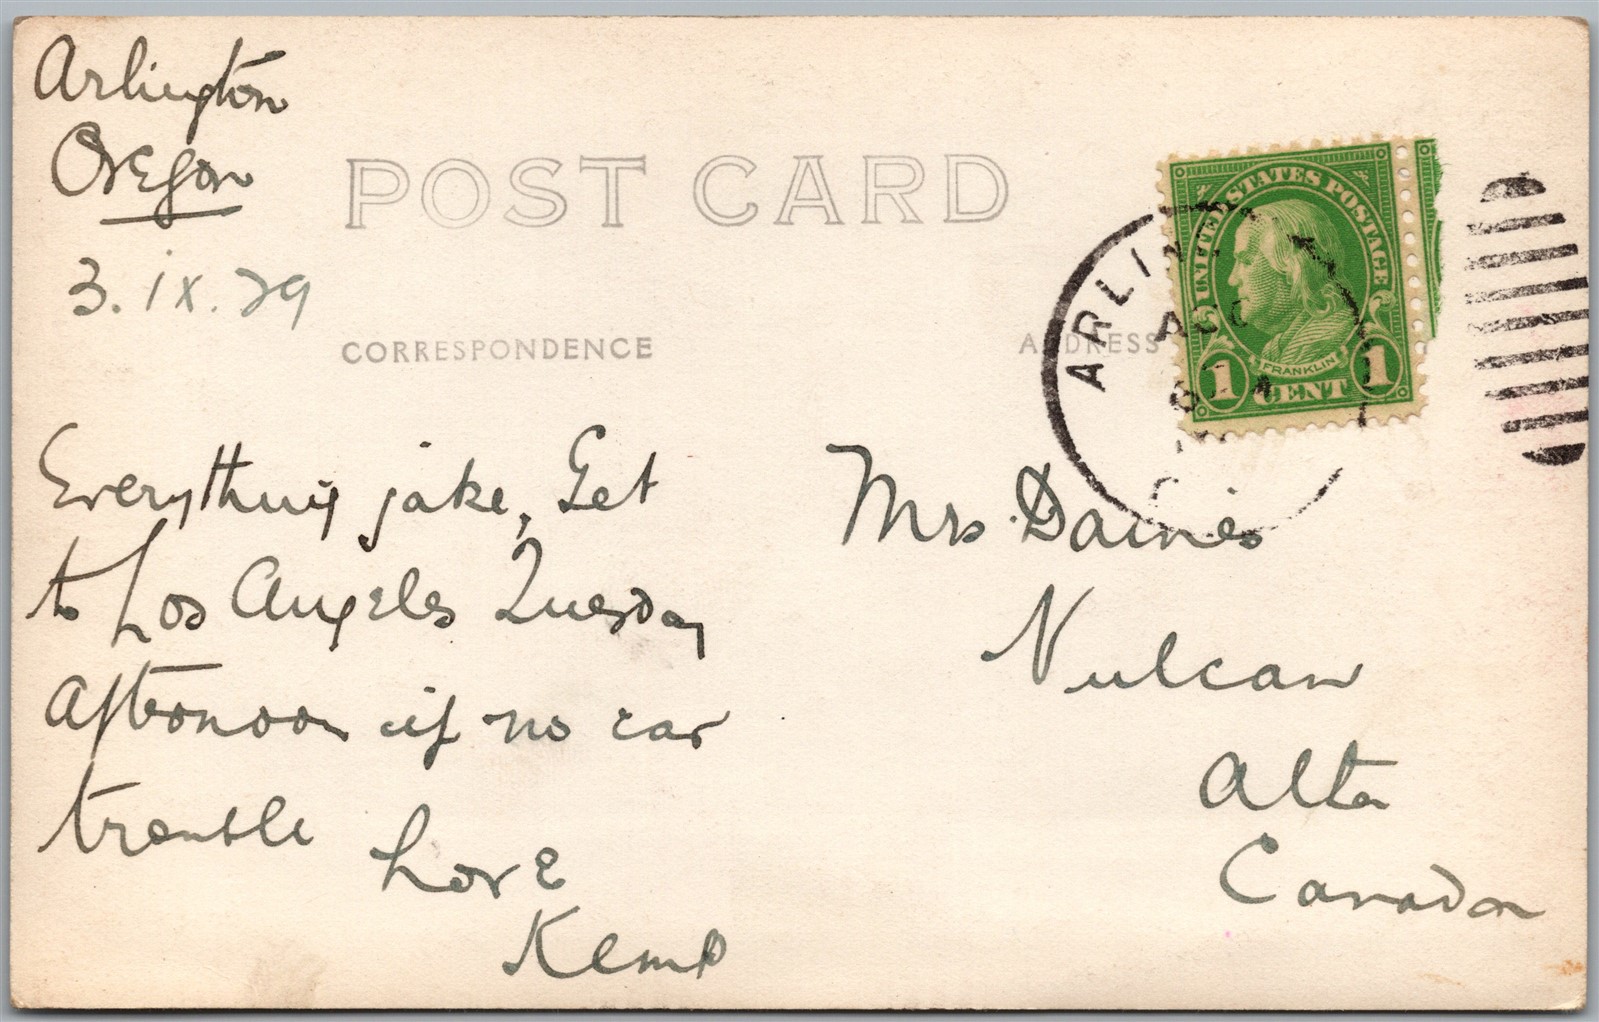 Arlington
Oregon
3. ix. 29
POST CARD
CORRESPONDENCE
ADDRESS
UNITED STATES POSTAGE
FRANKLIN
1 CENT 1
ARLIN
Everything jake, Get
to Los Angeles Tuesday
Afternoon if no car
trouble
Love
Kemp
Mrs. Daines
Vulcan
Alta
Canada